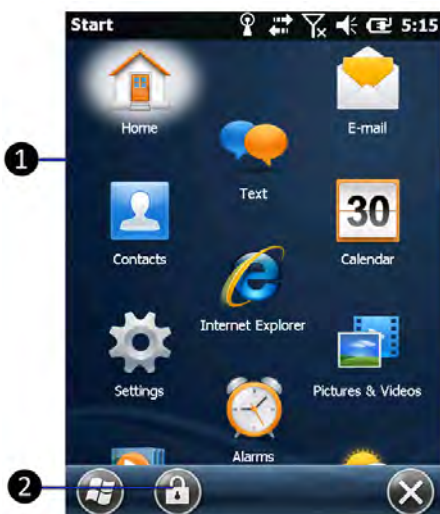 Start 5:15
Home
E-mail
Text
1
30
Contacts
Calendar
Internet Explorer
Settings
Pictures & Videos
Alarms
2